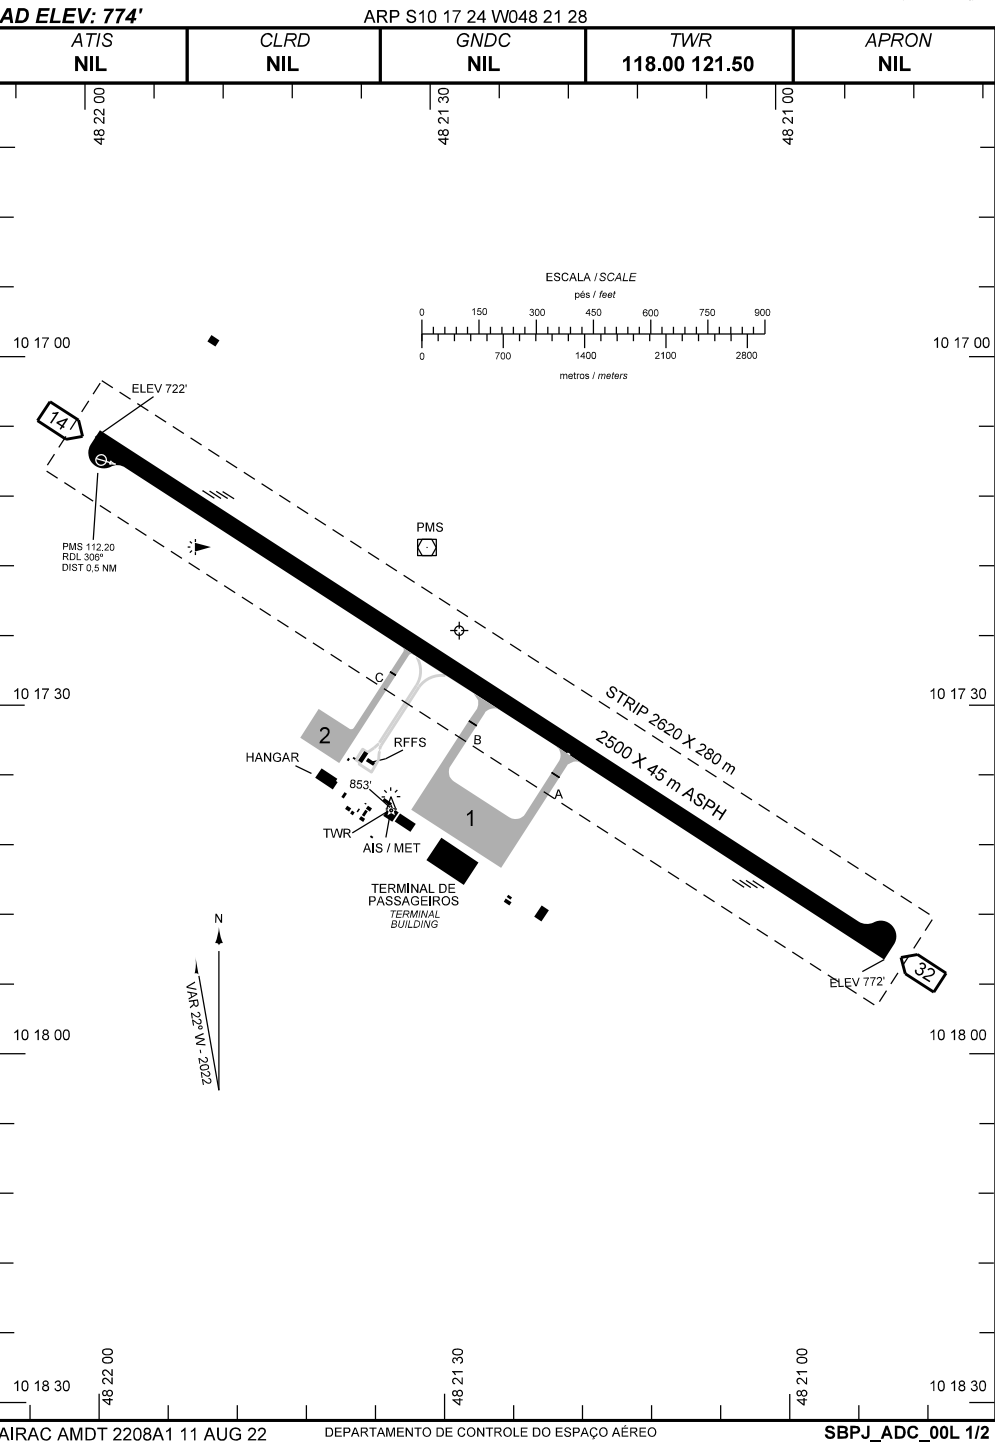 AD ELEV: 774'
ARP S10 17 24 W048 21 28
ATIS
NIL
CLRD
NIL
GNDC
NIL
TWR
118.00 121.50
APRON
NIL
48 22 00
48 21 30
48 21 00
ESCALA / SCALE
pés / feet
0 150 300 450 600 750 900
0 700 1400 2100 2800
metros / meters
10 17 00
10 17 00
ELEV 722'
14
PMS
PMS 112.20
RDL 306º
DIST 0,5 NM
10 17 30
10 17 30
C
STRIP 2620 X 280 m
2500 X 45 m ASPH
B
2
RFFS
HANGAR
853'
A
1
TWR
AIS / MET
TERMINAL DE
PASSAGEIROS
TERMINAL
BUILDING
N
VAR 22º W - 2022
32
ELEV 772'
10 18 00
10 18 00
48 22 00
48 21 30
48 21 00
10 18 30
10 18 30
AIRAC AMDT 2208A1 11 AUG 22
DEPARTAMENTO DE CONTROLE DO ESPAÇO AÉREO
SBPJ_ADC_00L 1/2